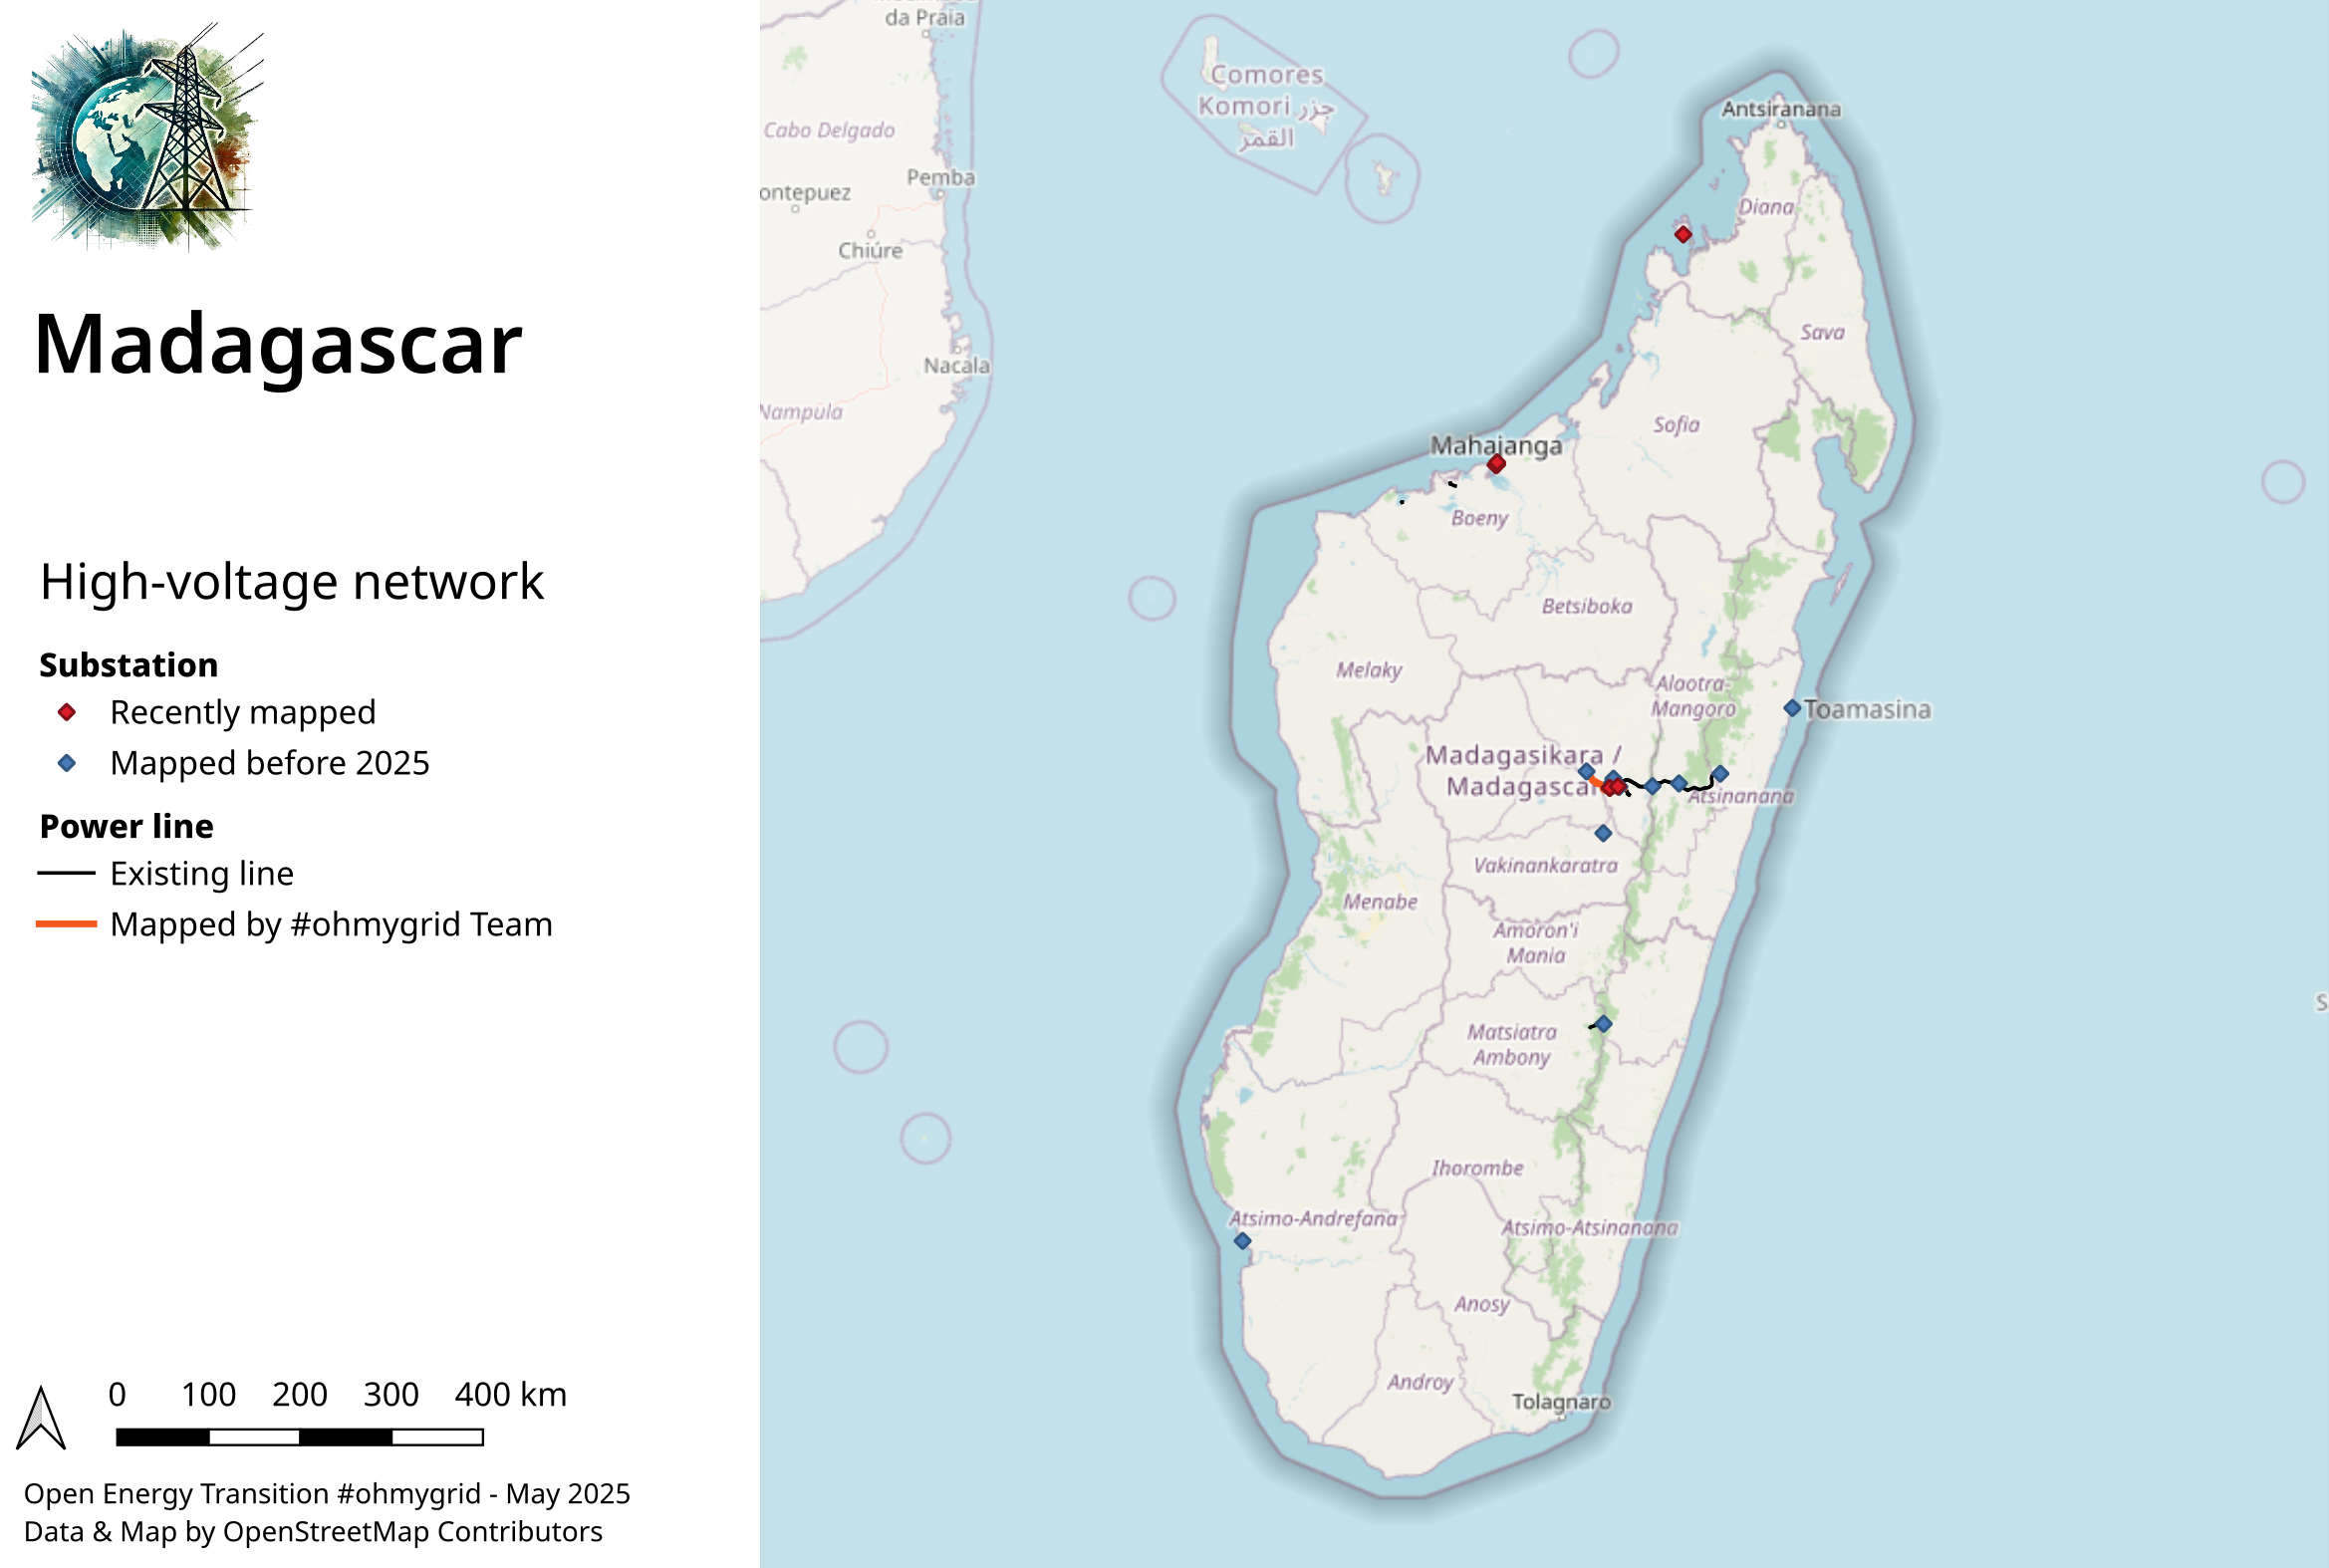 Madagascar
High-voltage network
Substation
Recently mapped
Mapped before 2025
Power line
Existing line
Mapped by #ohmygrid Team
0 100 200 300 400 km
Open Energy Transition #ohmygrid - May 2025
Data & Map by OpenStreetMap Contributors
da Praia
Comores
Komori جزر
القمر
Cabo Delgado
Pemba
ontepuez
Chiúre
Nacala
Nampula
Antsiranana
Diana
Sava
Sofia
Mahajanga
Boeny
Betsiboka
Melaky
Alaotra-
Mangoro
Toamasina
Madagasikara /
Madagascar
Atsinanana
Vakinankaratra
Menabe
Amoron'i
Mania
Matsiatra
Ambony
Ihorombe
Atsimo-Andrefana
Atsimo-Atsinanana
Anosy
Androy
Tolagnaro